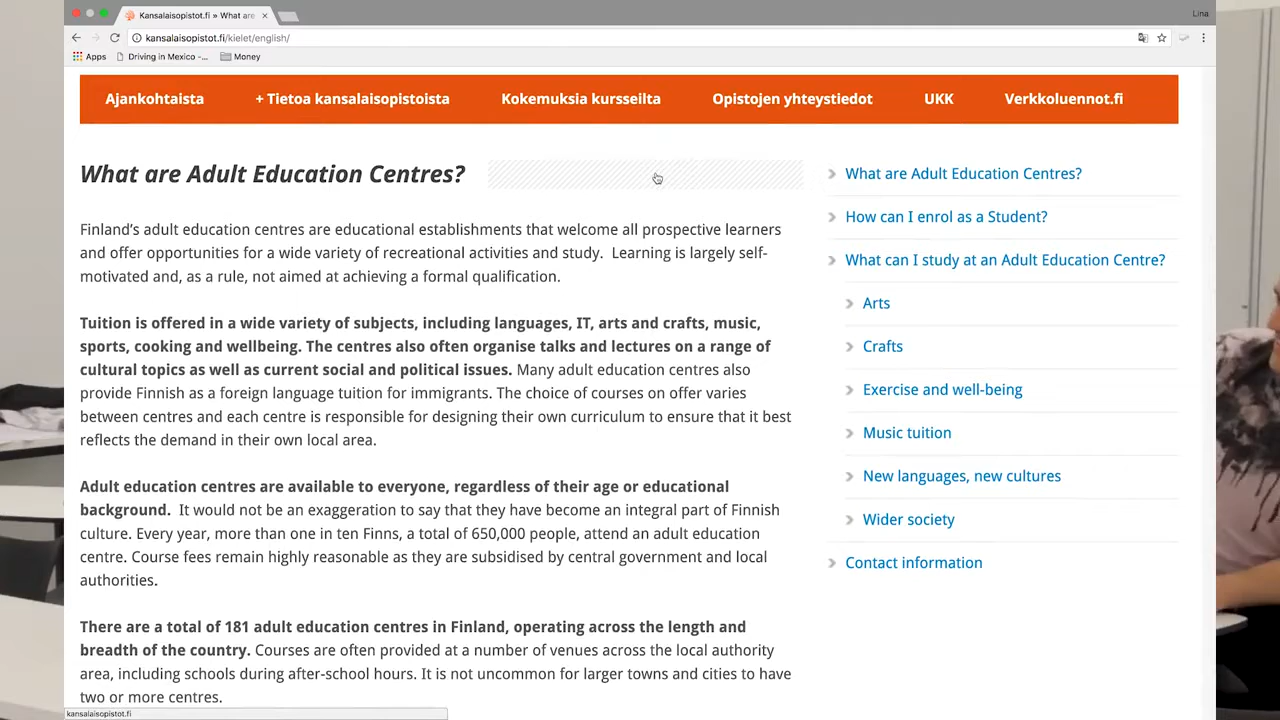 Kansalaisopistot.fi » What are
Lina
kansalaisopistot.fi/kielet/english/
Apps
Driving in Mexico -...
Money
Ajankohtaista
+ Tietoa kansalaisopistoista
Kokemuksia kursseilta
Opistojen yhteystiedot
UKK
Verkkoluennot.fi
What are Adult Education Centres?
Finland's adult education centres are educational establishments that welcome all prospective learners
and offer opportunities for a wide variety of recreational activities and study. Learning is largely self-
motivated and, as a rule, not aimed at achieving a formal qualification.
Tuition is offered in a wide variety of subjects, including languages, IT, arts and crafts, music,
sports, cooking and wellbeing. The centres also often organise talks and lectures on a range of
cultural topics as well as current social and political issues. Many adult education centres also
provide Finnish as a foreign language tuition for immigrants. The choice of courses on offer varies
between centres and each centre is responsible for designing their own curriculum to ensure that it best
reflects the demand in their own local area.
Adult education centres are available to everyone, regardless of their age or educational
background. It would not be an exaggeration to say that they have become an integral part of Finnish
culture. Every year, more than one in ten Finns, a total of 650,000 people, attend an adult education
centre. Course fees remain highly reasonable as they are subsidised by central government and local
authorities.
There are a total of 181 adult education centres in Finland, operating across the length and
breadth of the country. Courses are often provided at a number of venues across the local authority
area, including schools during after-school hours. It is not uncommon for larger towns and cities to have
two or more centres.
What are Adult Education Centres?
How can I enrol as a Student?
What can I study at an Adult Education Centre?
Arts
Crafts
Exercise and well-being
Music tuition
New languages, new cultures
Wider society
Contact information
kansalaisopistot.fi